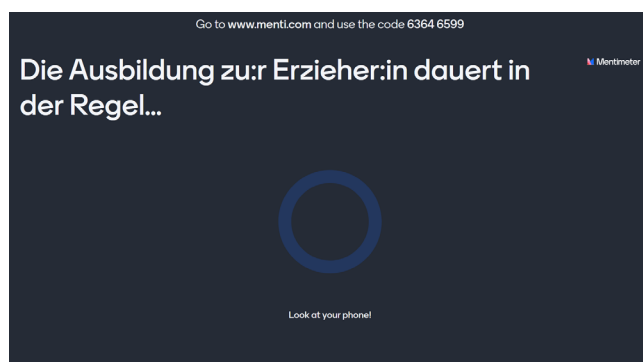 Go to www.menti.com and use the code 6364 6599
Die Ausbildung zu:r Erzieher:in dauert in
der Regel...
Mentimeter
Look at your phone!